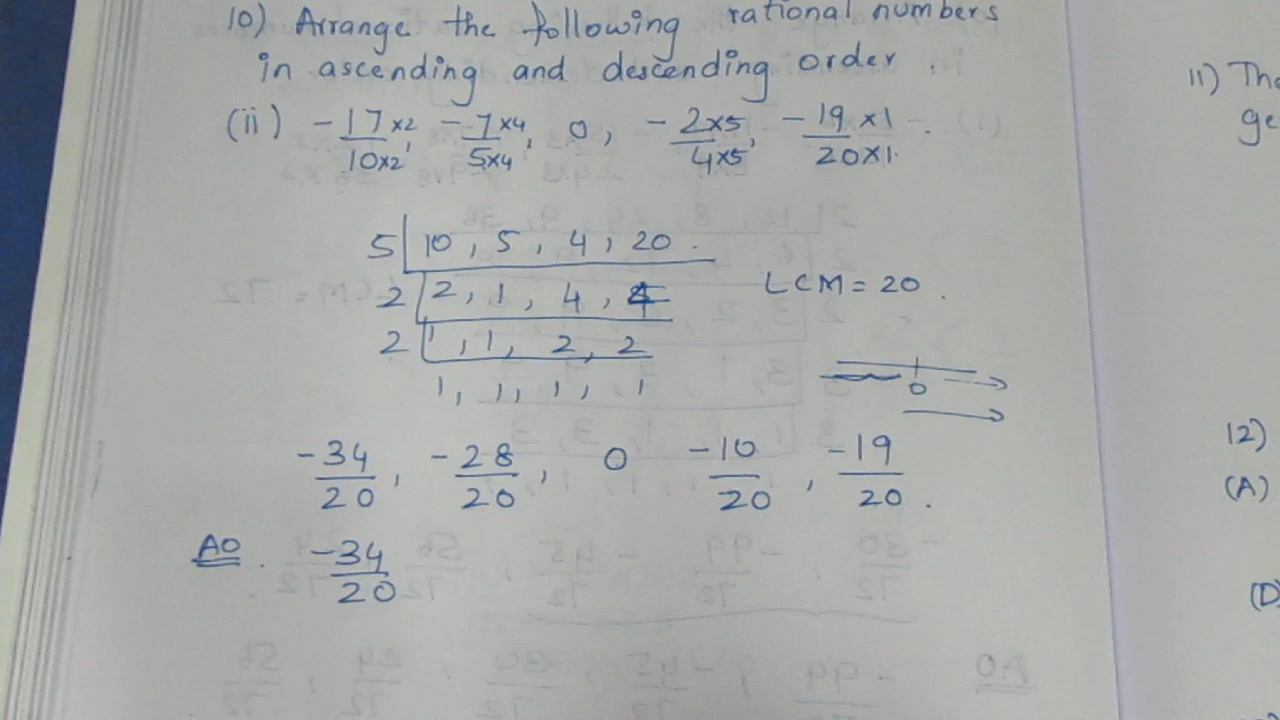 10) Arrange the following rational numbers
in ascending and descending order.
(ii) -17×2/10×2, -7×4/5×4, 0, -2×5/4×5, -19×1/20×1.
5 | 10, 5, 4, 20.
2 | 2, 1, 4, 4
LCM = 20.
2 | 1, 1, 2, 2
1, 1, 1, 1
0
-34/20, -28/20, 0 -10/20, -19/20.
AO. -34/20
11) The
ge
12)
(A)
(D)